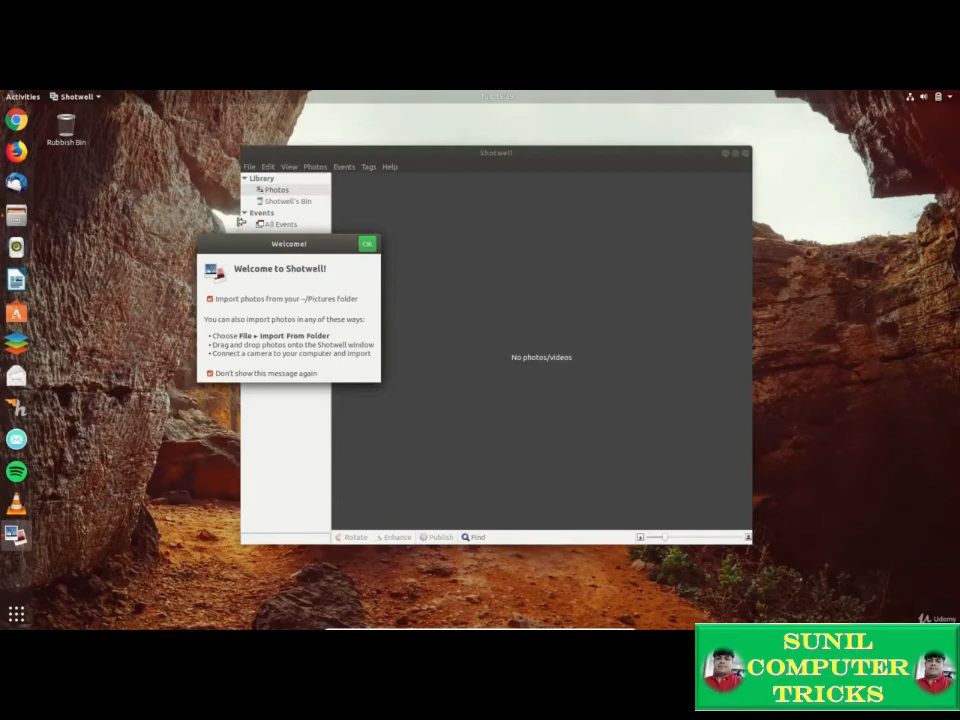 Activities
Shotwell
Rubbish Bin
Shotwell
File Edit View Photos Events Tags Help
Library
Photos
Shotwell's Bin
Events
All Events
Welcome!
OK
Welcome to Shotwell!
Import photos from your ~/Pictures folder
You can also import photos in any of these ways:
• Choose File ▸ Import From Folder
• Drag and drop photos onto the Shotwell window
• Connect a camera to your computer and import
Don't show this message again
No photos/videos
Rotate Enhance Publish Find
Udemy
SUNIL
COMPUTER
TRICKS